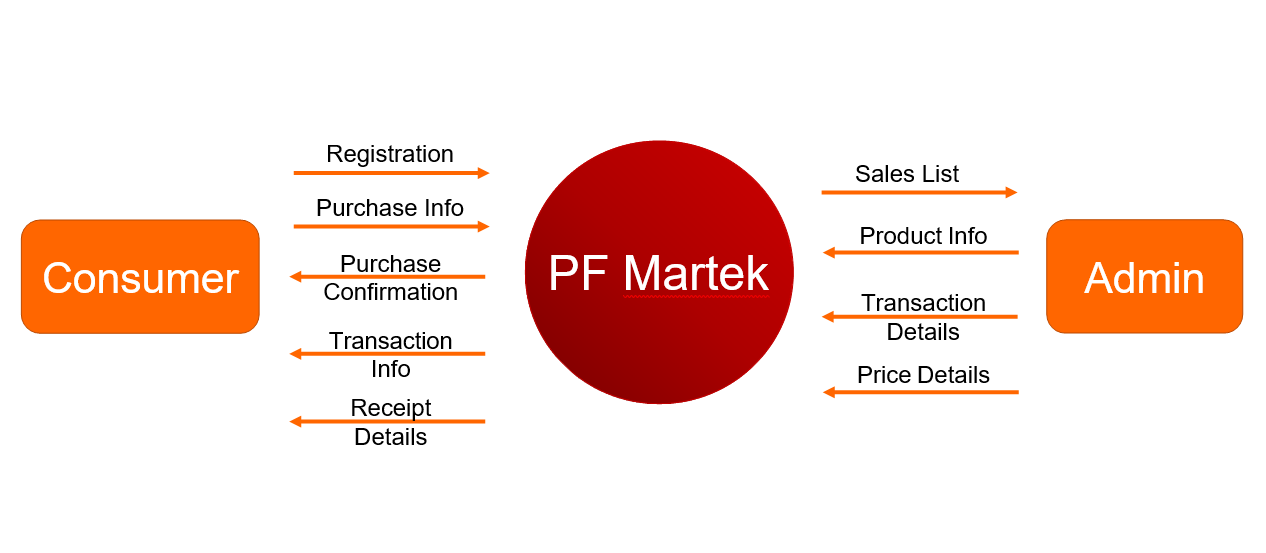 Registration
Purchase Info
Purchase
Confirmation
Transaction
Info
Receipt
Details
Consumer
PF Martek
Sales List
Product Info
Transaction
Details
Price Details
Admin